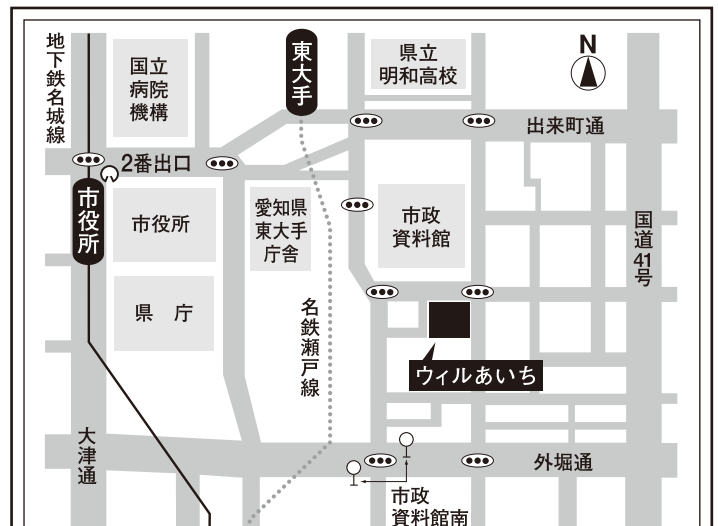 地下鉄名城線
国立
病院
機構
東大手
県立
明和高校
N
出来町通
2番出口
市役所
市役所
愛知県
東大手
庁舎
市政
資料館
国道41号
県 庁
名鉄瀬戸線
ウィルあいち
大津通
外堀通
市政
資料館南